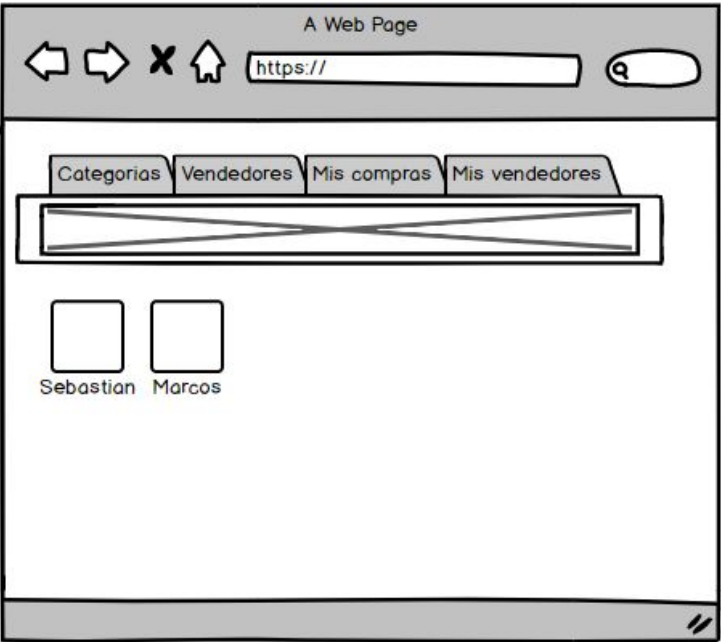 A Web Page
https://
Categorias Vendedores Mis compras Mis vendedores
Sebastian Marcos